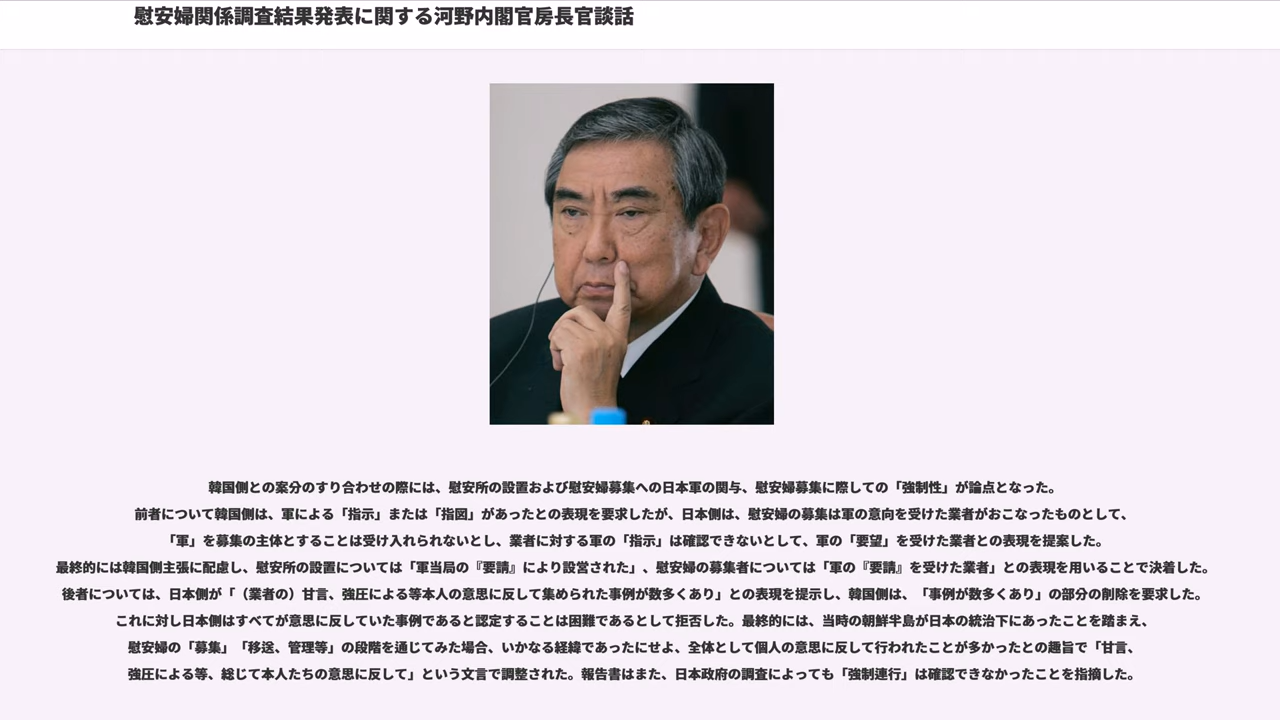 慰安婦関係調査結果発表に関する河野内閣官房長官談話
韓国側との案分のすり合わせの際には、慰安所の設置および慰安婦募集への日本軍の関与、慰安婦募集に際しての「強制性」が論点となった。
前者について韓国側は、軍による「指示」または「指図」があったとの表現を要求したが、日本側は、慰安婦の募集は軍の意向を受けた業者がおこなったものとして、
「軍」を募集の主体とすることは受け入れられないとし、業者に対する軍の「指示」は確認できないとして、軍の「要望」を受けた業者との表現を提案した。
最終的には韓国側主張に配慮し、慰安所の設置については「軍当局の『要請』により設営された」、慰安婦の募集者については「軍の『要請』を受けた業者」との表現を用いることで決着した。
後者については、日本側が「（業者の）甘言、強圧による等本人の意思に反して集められた事例が数多くあり」との表現を提示し、韓国側は、「事例が数多くあり」の部分の削除を要求した。
これに対し日本側はすべてが意思に反していた事例であると認定することは困難であるとして拒否した。最終的には、当時の朝鮮半島が日本の統治下にあったことを踏まえ、
慰安婦の「募集」「移送、管理等」の段階を通じてみた場合、いかなる経緯であったにせよ、全体として個人の意思に反して行われたことが多かったとの趣旨で「甘言、
強圧による等、総じて本人たちの意思に反して」という文言で調整された。報告書はまた、日本政府の調査によっても「強制連行」は確認できなかったことを指摘した。